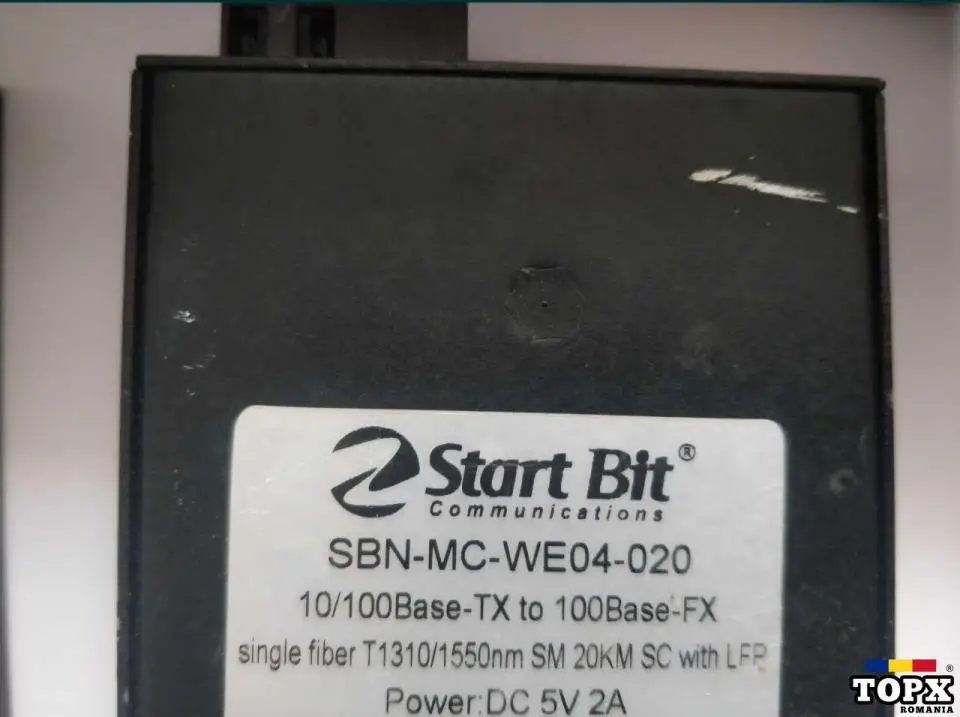 Start Bit®
Communications
SBN-MC-WE04-020
10/100Base-TX to 100Base-FX
single fiber T1310/1550nm SM 20KM SC with LFP
Power:DC 5V 2A
TOPX®
ROMANIA